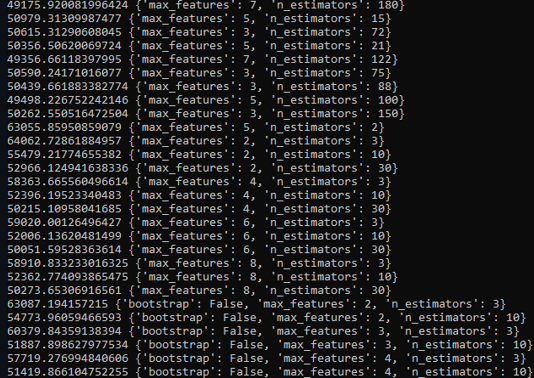 49175.920081996424 {'max_features': 7, 'n_estimators': 180}
50979.31309987477 {'max_features': 5, 'n_estimators': 15}
50615.31290608045 {'max_features': 3, 'n_estimators': 72}
50356.50620069724 {'max_features': 5, 'n_estimators': 21}
49356.66118397995 {'max_features': 7, 'n_estimators': 122}
50590.24171016077 {'max_features': 3, 'n_estimators': 75}
50439.661883382774 {'max_features': 3, 'n_estimators': 88}
49498.226752242146 {'max_features': 5, 'n_estimators': 100}
50262.550516472504 {'max_features': 3, 'n_estimators': 150}
63055.85950859079 {'max_features': 5, 'n_estimators': 2}
64062.72861884957 {'max_features': 2, 'n_estimators': 3}
55479.21774655382 {'max_features': 2, 'n_estimators': 10}
52966.124941638336 {'max_features': 2, 'n_estimators': 30}
58363.665560496614 {'max_features': 4, 'n_estimators': 3}
52396.19523340483 {'max_features': 4, 'n_estimators': 10}
50215.10958041685 {'max_features': 4, 'n_estimators': 30}
59020.00126496427 {'max_features': 6, 'n_estimators': 3}
52006.13620481499 {'max_features': 6, 'n_estimators': 10}
50051.59528363614 {'max_features': 6, 'n_estimators': 30}
58910.833233016325 {'max_features': 8, 'n_estimators': 3}
52362.774093865475 {'max_features': 8, 'n_estimators': 10}
50273.65306916561 {'max_features': 8, 'n_estimators': 30}
63087.194157215 {'bootstrap': False, 'max_features': 2, 'n_estimators': 3}
54773.96059466593 {'bootstrap': False, 'max_features': 2, 'n_estimators': 10}
60379.84359138394 {'bootstrap': False, 'max_features': 3, 'n_estimators': 3}
51887.898627977534 {'bootstrap': False, 'max_features': 3, 'n_estimators': 10}
57719.276994840606 {'bootstrap': False, 'max_features': 4, 'n_estimators': 3}
51419.866104752255 {'bootstrap': False, 'max_features': 4, 'n_estimators': 10}